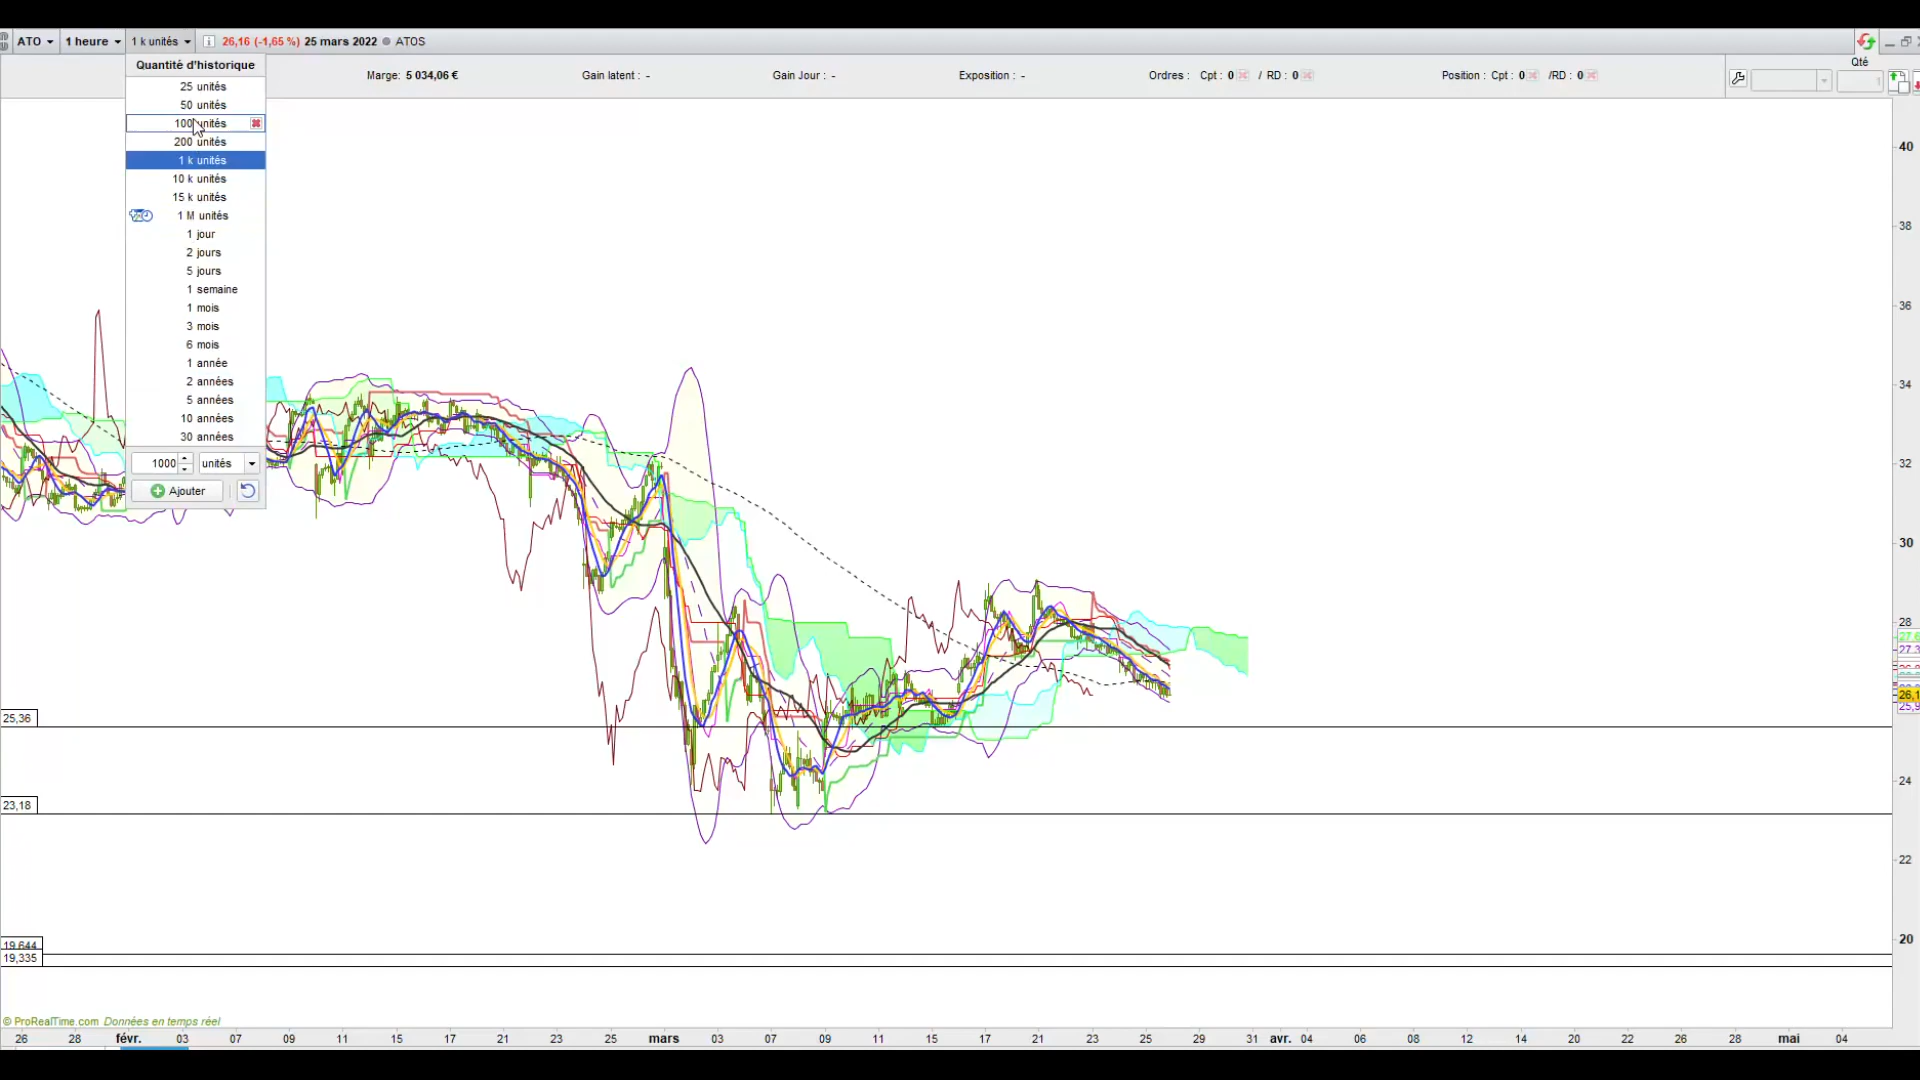 ATO
1 heure
1 k unités
26,16 (-1,65 %) 25 mars 2022 ATOS
Qté
Quantité d'historique
Marge: 5 034,06 €
Gain latent : -
Gain Jour : -
Exposition : -
Ordres : Cpt : 0 / RD : 0
Position : Cpt : 0 /RD : 0
1
25 unités
50 unités
100 unités
200 unités
1 k unités
10 k unités
15 k unités
1 M unités
1 jour
2 jours
5 jours
1 semaine
1 mois
3 mois
6 mois
1 année
2 années
5 années
10 années
30 années
1000 unités
Ajouter
40
38
36
34
32
30
28
27.3
26,1
25,9
24
22
20
25,36
23,18
19,644
19,335
© ProRealTime.com Données en temps réel
26 28 févr. 03 07 09 11 15 17 21 23 25 mars 03 07 09 11 15 17 21 23 25 29 31 avr. 04 06 08 12 14 20 22 26 28 mai 04